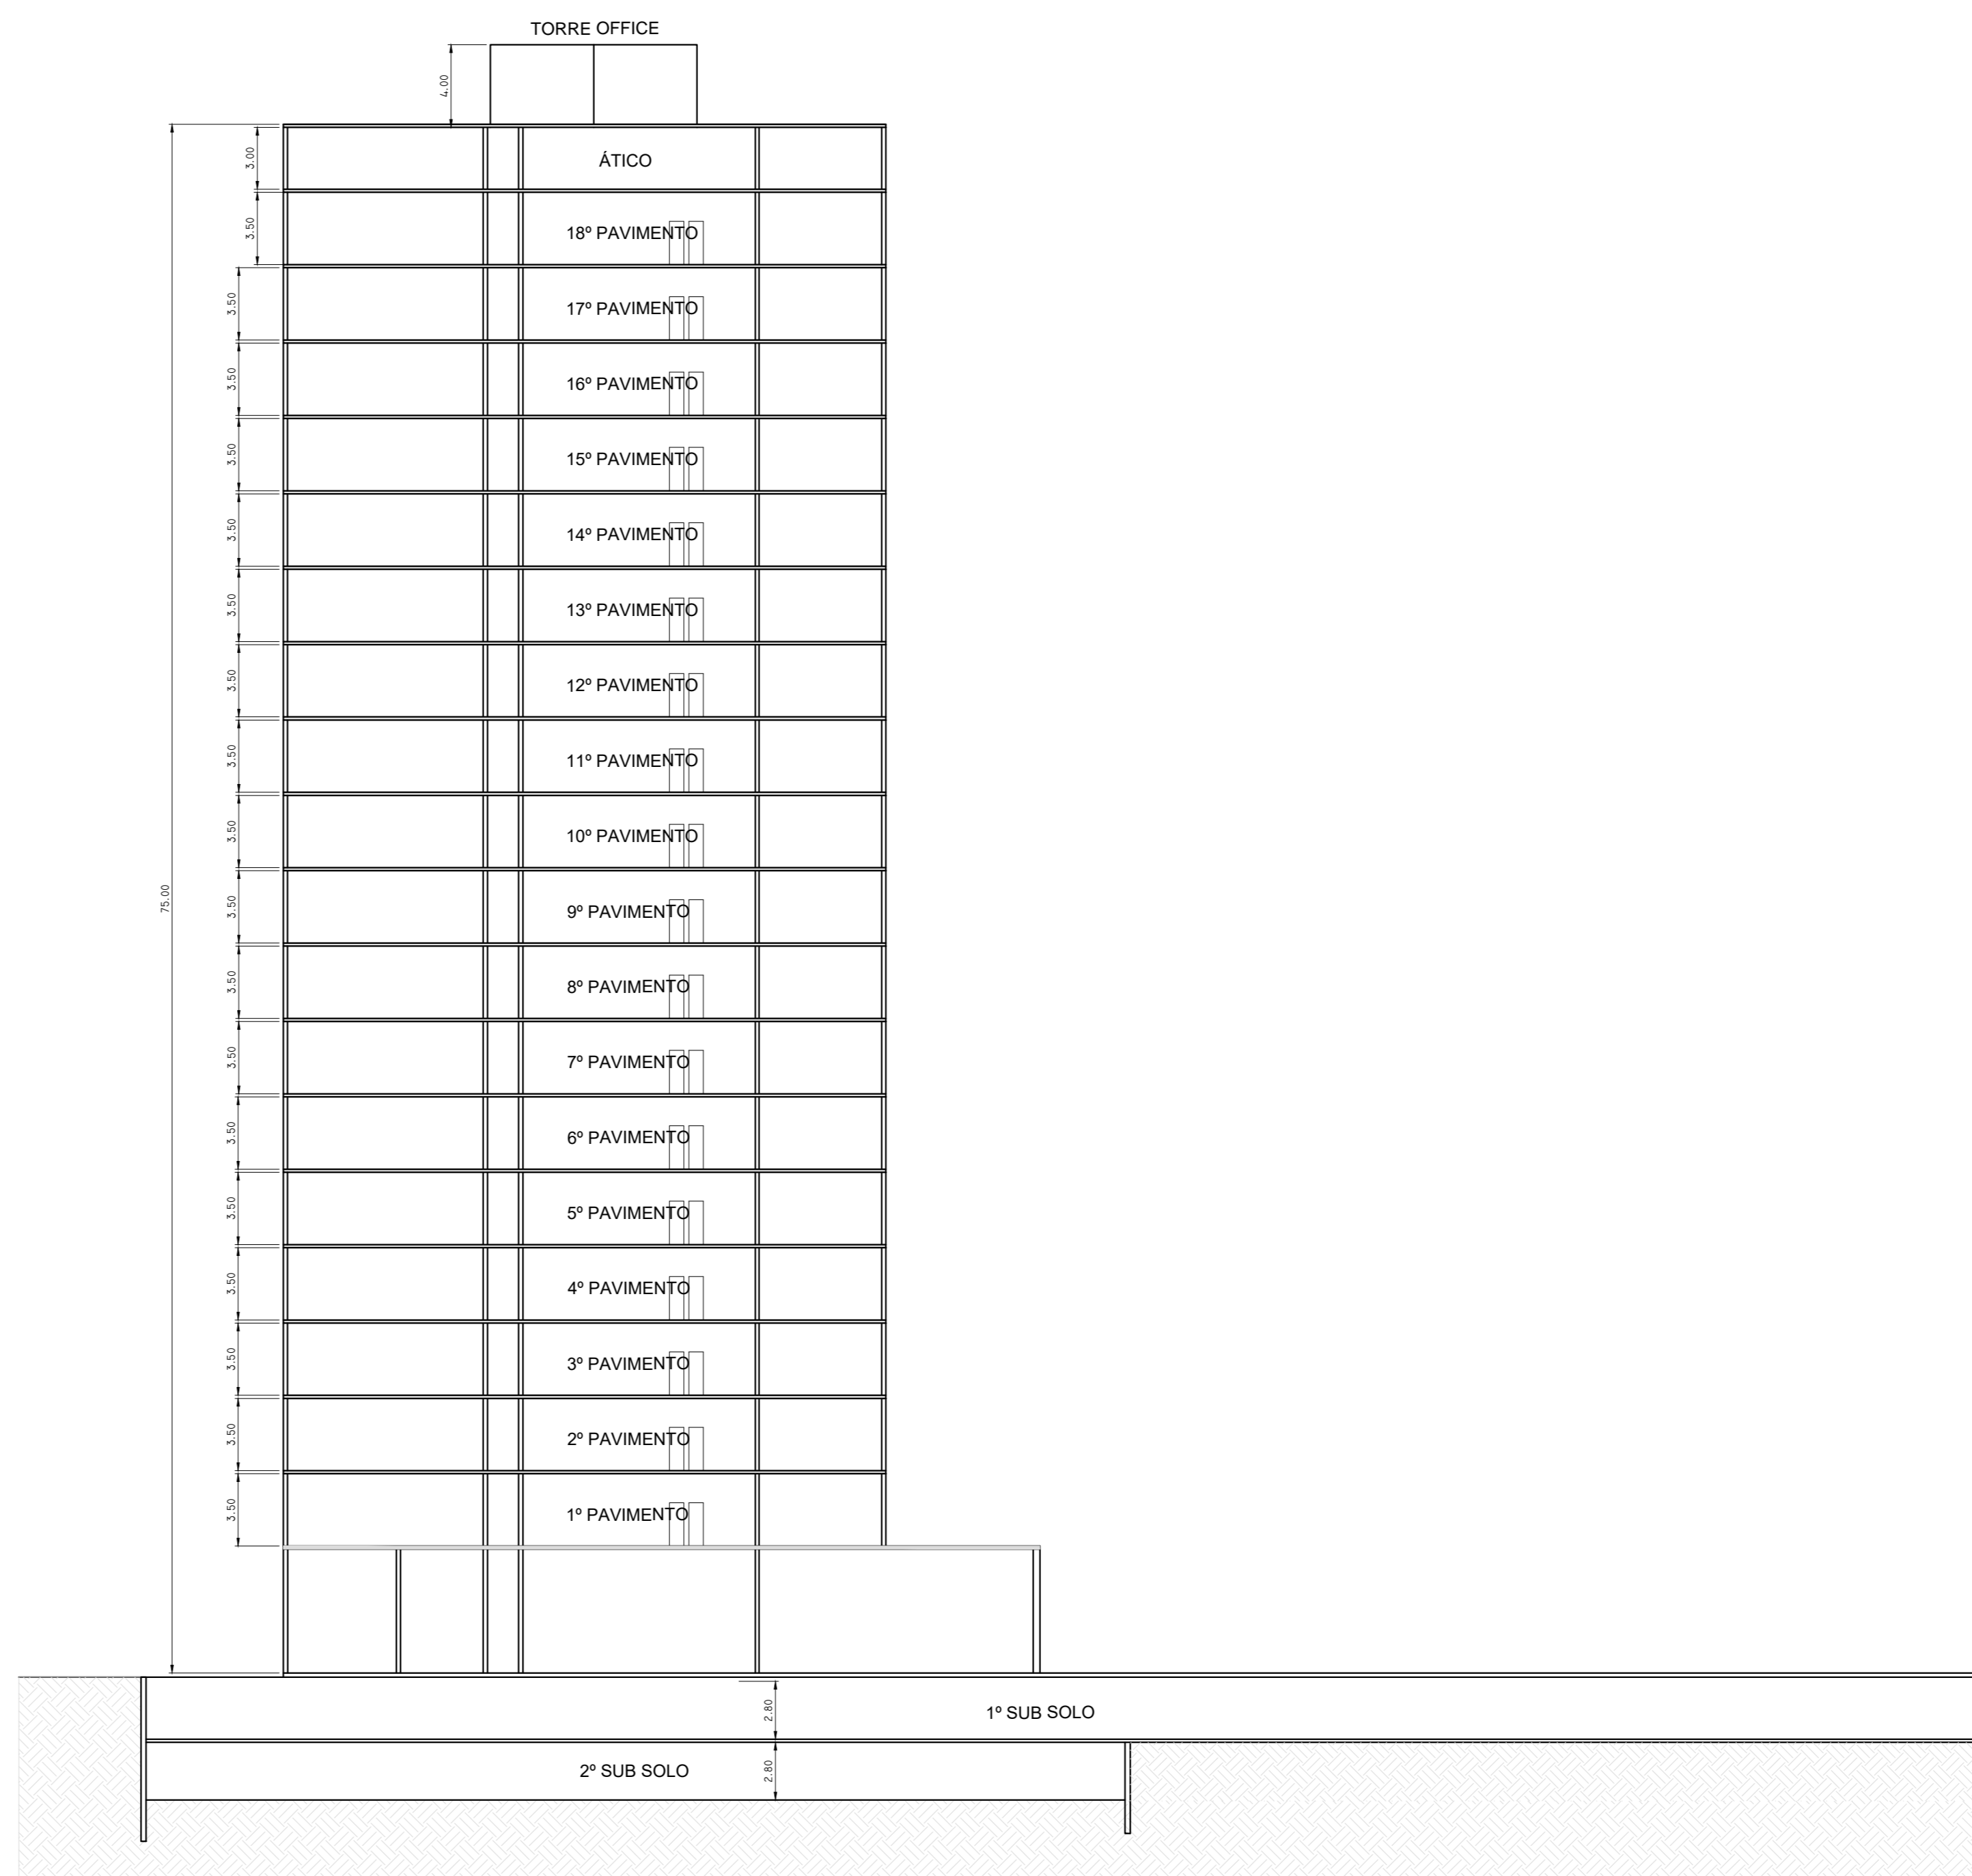 TORRE OFFICE
4.00
3.00
ÁTICO
3.50
18º PAVIMENTO
3.50
17º PAVIMENTO
3.50
16º PAVIMENTO
3.50
15º PAVIMENTO
3.50
14º PAVIMENTO
3.50
13º PAVIMENTO
3.50
12º PAVIMENTO
3.50
11º PAVIMENTO
3.50
10º PAVIMENTO
75.00
3.50
9º PAVIMENTO
3.50
8º PAVIMENTO
3.50
7º PAVIMENTO
3.50
6º PAVIMENTO
3.50
5º PAVIMENTO
3.50
4º PAVIMENTO
3.50
3º PAVIMENTO
3.50
2º PAVIMENTO
3.50
1º PAVIMENTO
2.80
1º SUB SOLO
2º SUB SOLO
2.80